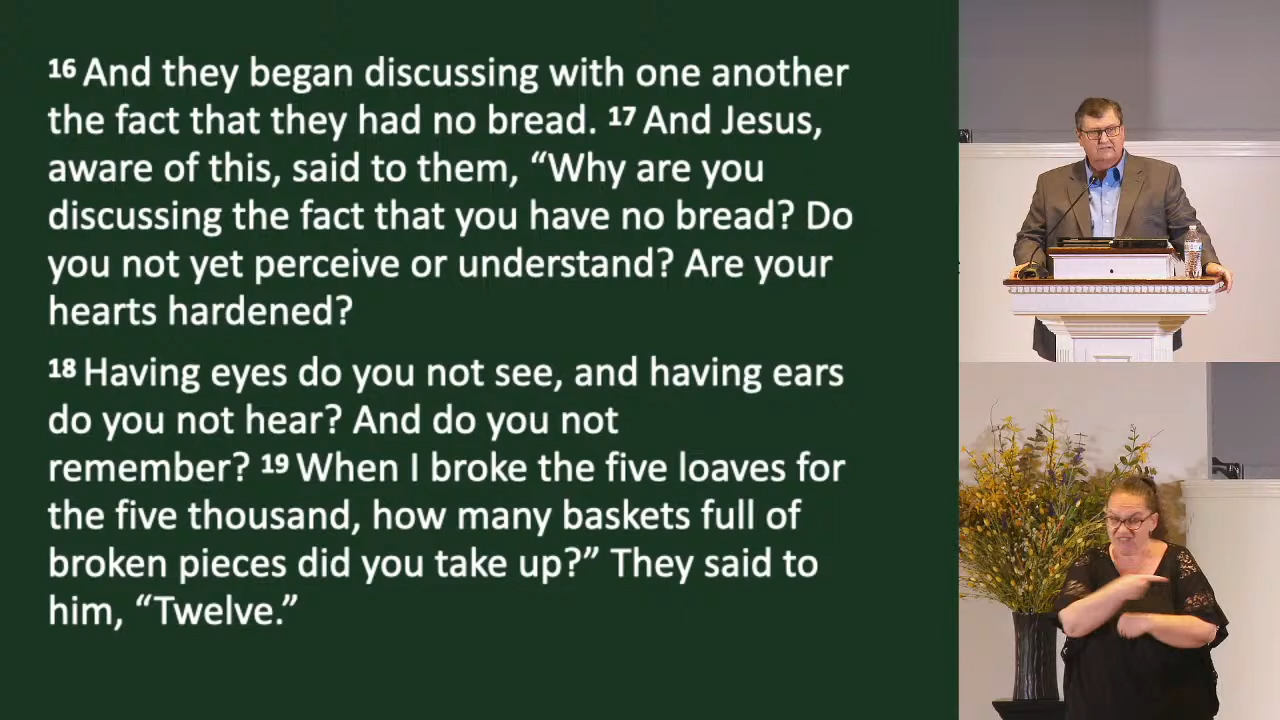 16 And they began discussing with one another
the fact that they had no bread. 17 And Jesus,
aware of this, said to them, “Why are you
discussing the fact that you have no bread? Do
you not yet perceive or understand? Are your
hearts hardened?
18 Having eyes do you not see, and having ears
do you not hear? And do you not
remember? 19 When I broke the five loaves for
the five thousand, how many baskets full of
broken pieces did you take up?” They said to
him, “Twelve.”